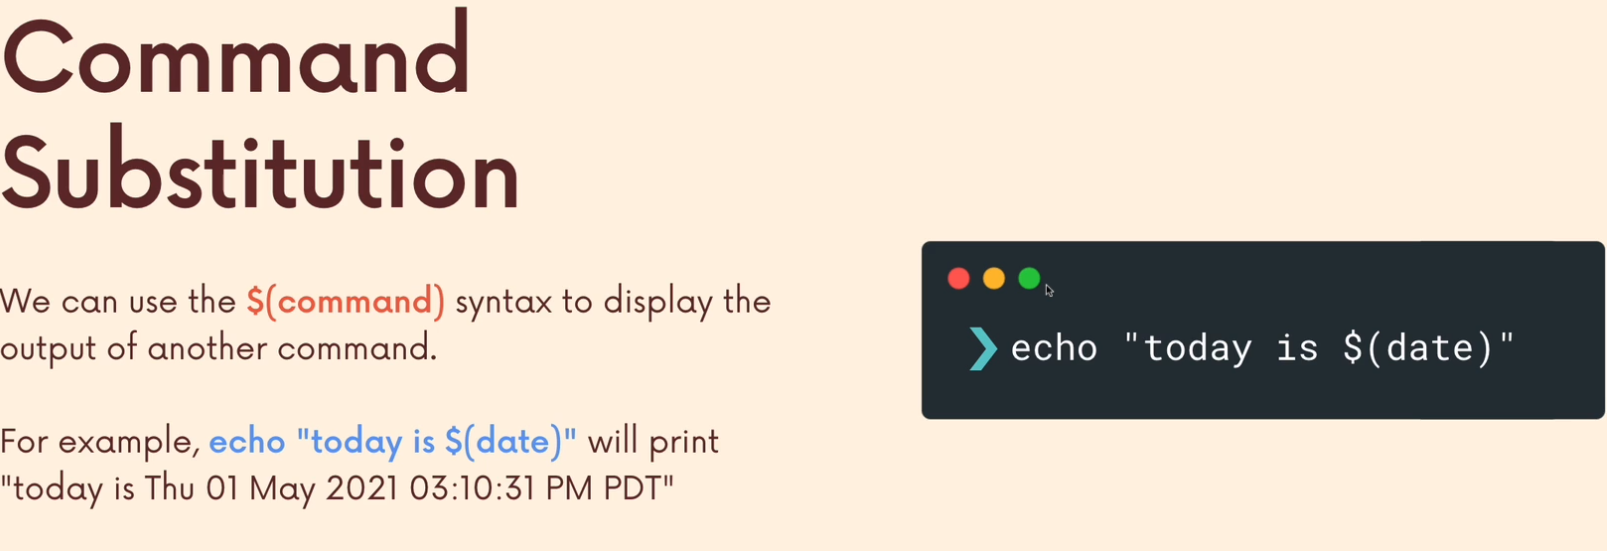 Command
Substitution
We can use the $(command) syntax to display the
output of another command.
For example, echo "today is $(date)" will print
"today is Thu 01 May 2021 03:10:31 PM PDT"
❯ echo "today is $(date)"